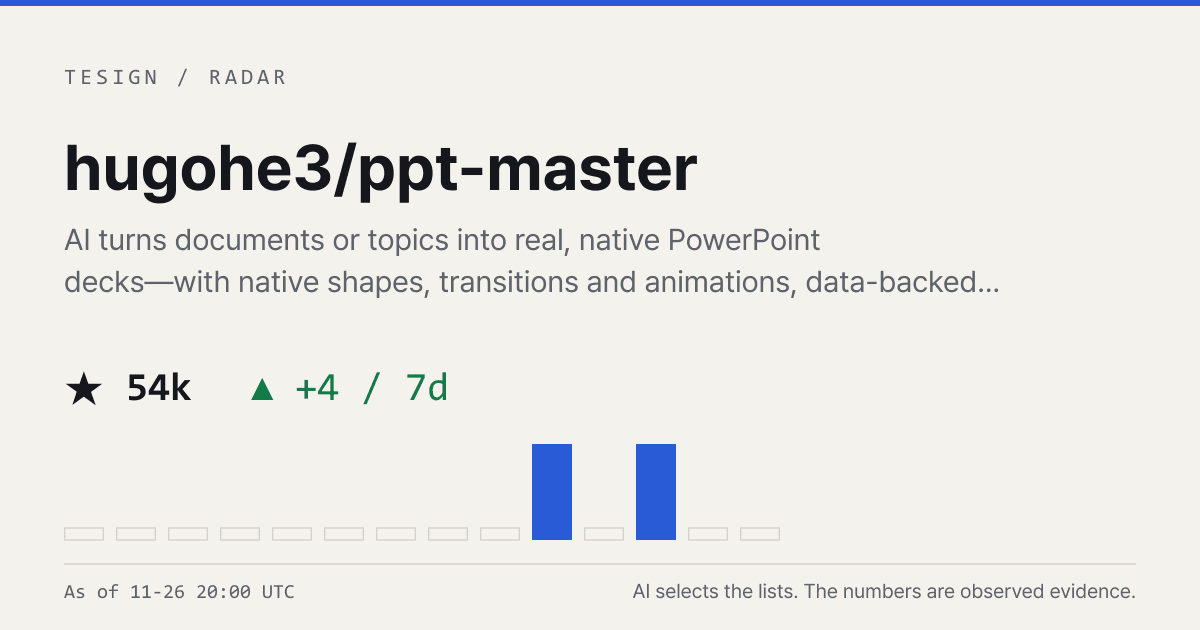 TESIGN / RADAR
hugohe3/ppt-master
AI turns documents or topics into real, native PowerPoint
decks—with native shapes, transitions and animations, data-backed…
★ 54k ▲ +4 / 7d
As of 11-26 20:00 UTC
AI selects the lists. The numbers are observed evidence.